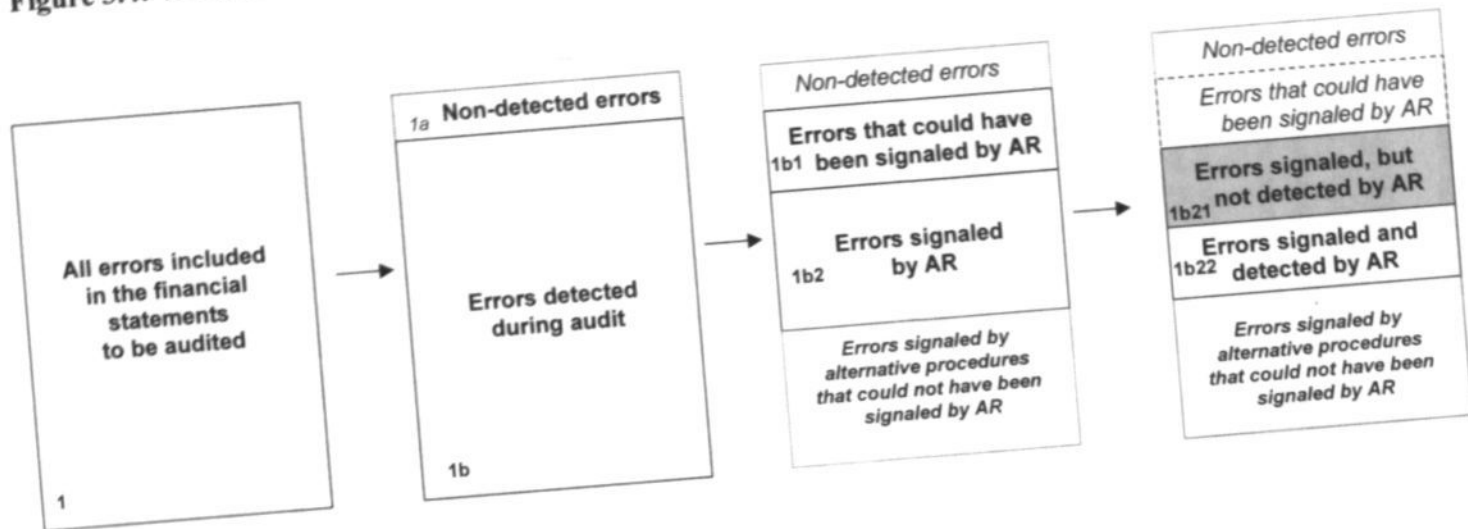 All errors included
in the financial
statements
to be audited
1
1a Non-detected errors
Errors detected
during audit
1b
Non-detected errors
Errors that could have
1b1 been signaled by AR
Errors signaled
1b2 by AR
Errors signaled by
alternative procedures
that could not have been
signaled by AR
Non-detected errors
Errors that could have
been signaled by AR
Errors signaled, but
not detected by AR
1b21
Errors signaled and
1b22 detected by AR
Errors signaled by
alternative procedures
that could not have been
signaled by AR